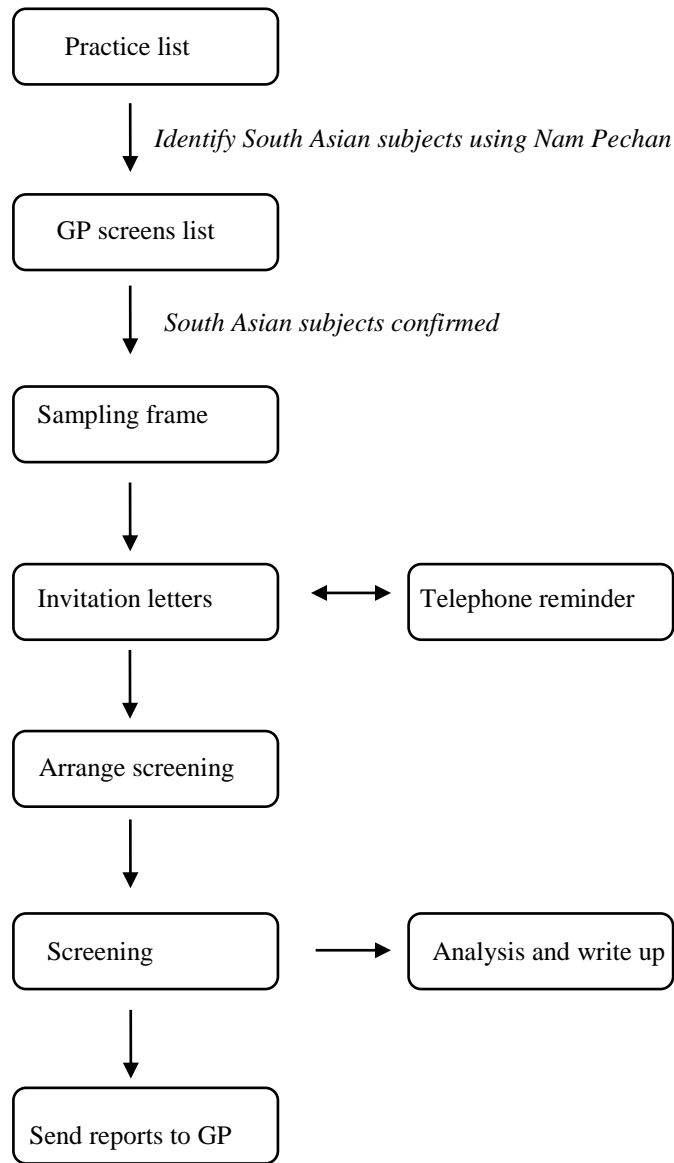 Practice list
Identify South Asian subjects using Nam Pechan
GP screens list
South Asian subjects confirmed
Sampling frame
Invitation letters
Telephone reminder
Arrange screening
Screening
Analysis and write up
Send reports to GP